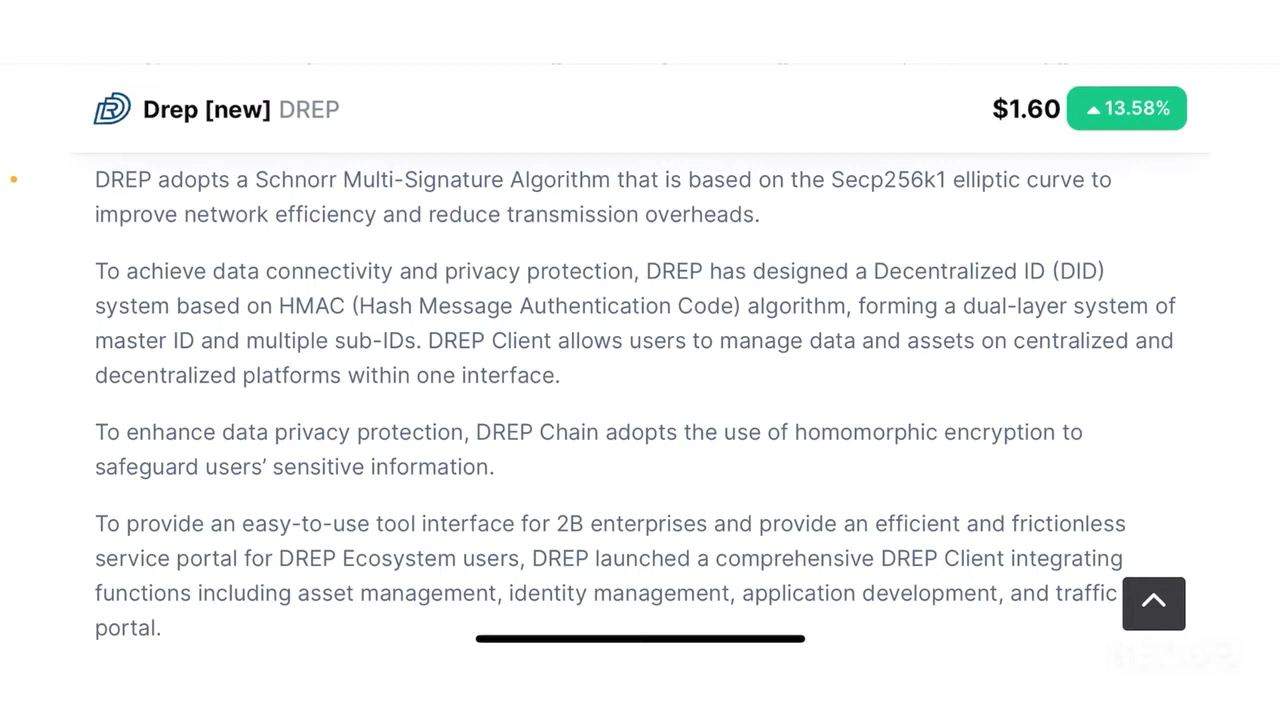 Drep [new] DREP $1.60 ▲13.58%
DREP adopts a Schnorr Multi-Signature Algorithm that is based on the Secp256k1 elliptic curve to
improve network efficiency and reduce transmission overheads.
To achieve data connectivity and privacy protection, DREP has designed a Decentralized ID (DID)
system based on HMAC (Hash Message Authentication Code) algorithm, forming a dual-layer system of
master ID and multiple sub-IDs. DREP Client allows users to manage data and assets on centralized and
decentralized platforms within one interface.
To enhance data privacy protection, DREP Chain adopts the use of homomorphic encryption to
safeguard users’ sensitive information.
To provide an easy-to-use tool interface for 2B enterprises and provide an efficient and frictionless
service portal for DREP Ecosystem users, DREP launched a comprehensive DREP Client integrating
functions including asset management, identity management, application development, and traffic
portal.